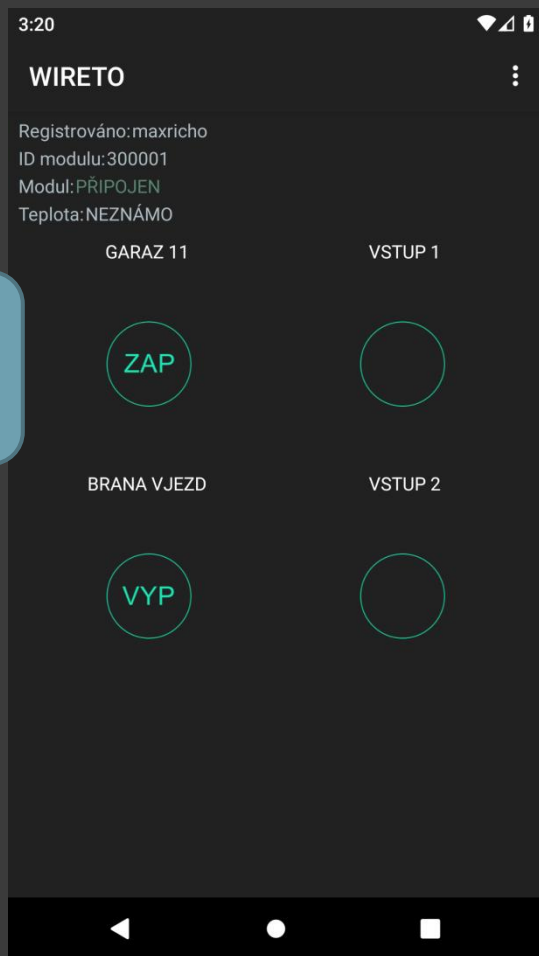 3:20
WIRETO
Registrováno:maxricho
ID modulu:300001
Modul:PŘIPOJEN
Teplota:NEZNÁMO
GARAZ 11
VSTUP 1
ZAP
BRANA VJEZD
VSTUP 2
VYP